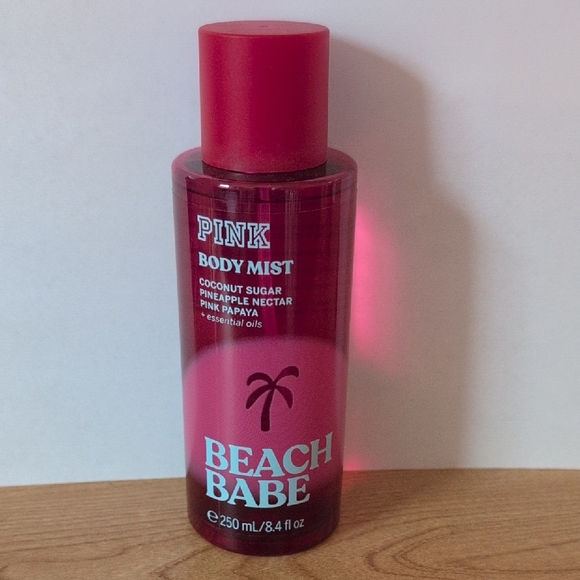 PINK
BODY MIST
COCONUT SUGAR
PINEAPPLE NECTAR
PINK PAPAYA
+ essential oils
BEACH
BABE
℮ 250 mL/8.4 fl oz